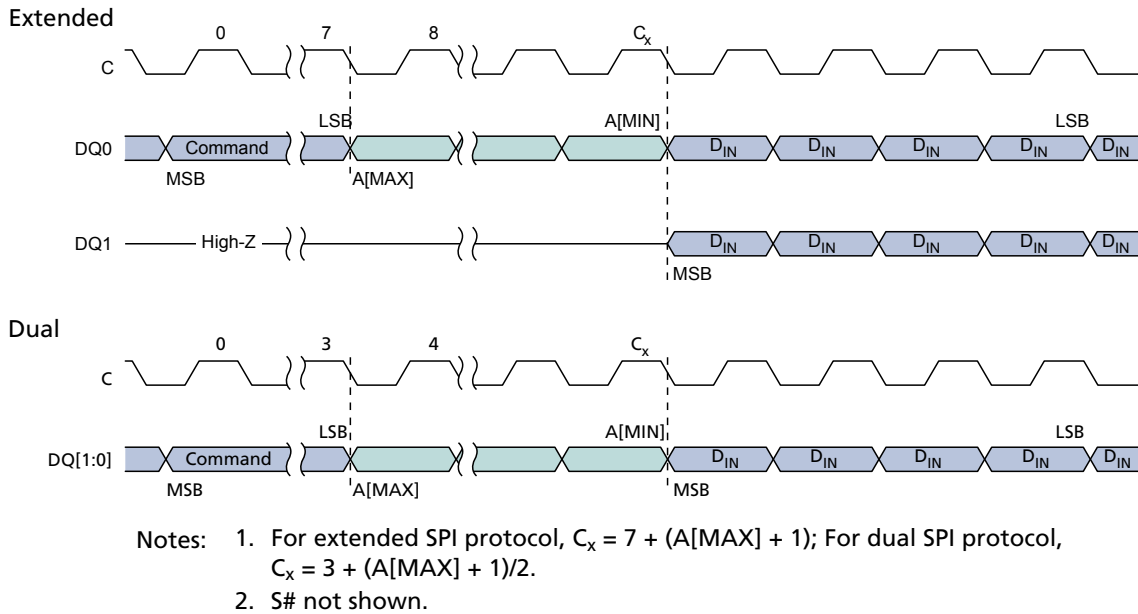 Extended
0 7 8 Cx
C
LSB A[MIN] LSB
DQ0 Command DIN DIN DIN DIN DIN
MSB A[MAX]
DQ1 High-Z DIN DIN DIN DIN DIN
MSB
Dual
0 3 4 Cx
C
LSB A[MIN] LSB
DQ[1:0] Command DIN DIN DIN DIN DIN
MSB A[MAX] MSB
Notes: 1. For extended SPI protocol, Cx = 7 + (A[MAX] + 1); For dual SPI protocol,
Cx = 3 + (A[MAX] + 1)/2.
2. S# not shown.